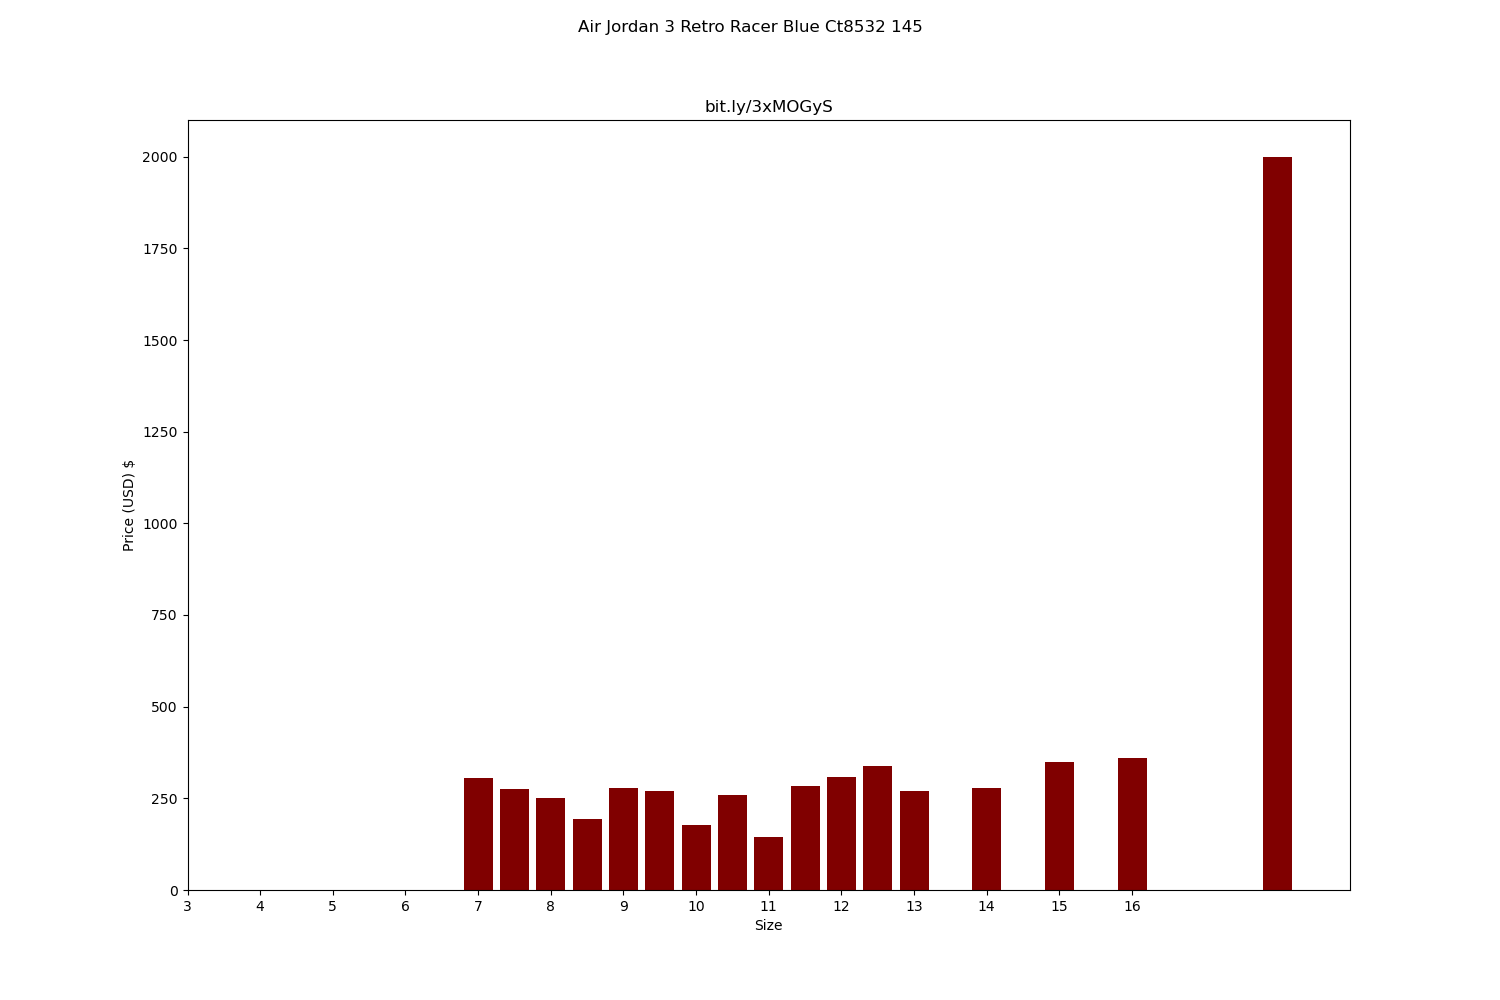 Air Jordan 3 Retro Racer Blue Ct8532 145
bit.ly/3xMOGyS
2000
1750
1500
1250
1000
750
500
250
0
Price (USD) $
3 4 5 6 7 8 9 10 11 12 13 14 15 16
Size